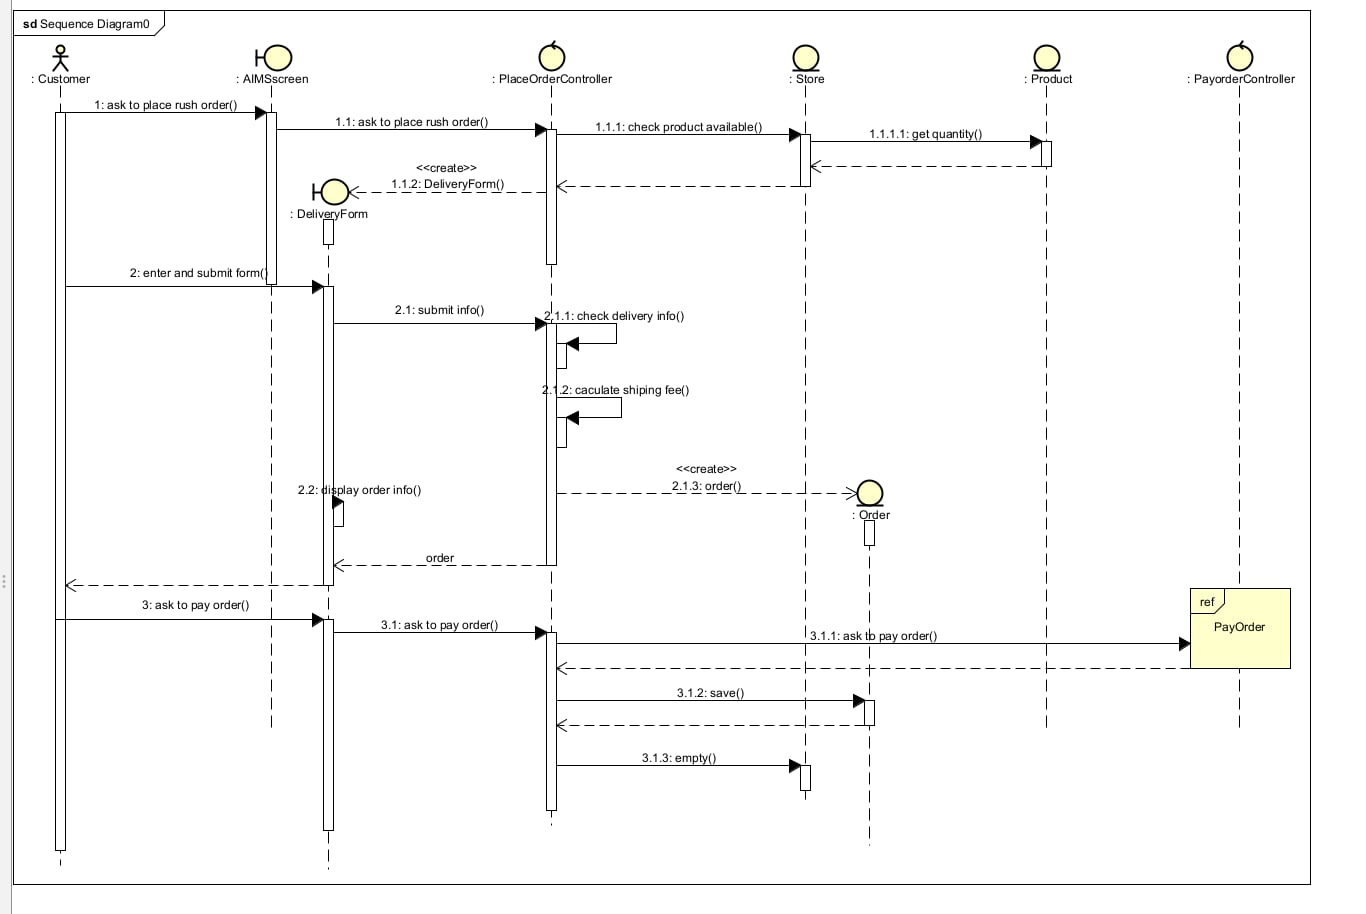 sd Sequence Diagram0
: Customer
: AIMSscreen
: PlaceOrderController
: Store
: Product
: PayorderController
1: ask to place rush order()
1.1: ask to place rush order()
1.1.1: check product available()
1.1.1.1: get quantity()
<<create>>
1.1.2: DeliveryForm()
: DeliveryForm
2: enter and submit form()
2.1: submit info()
2.1.1: check delivery info()
2.1.2: caculate shiping fee()
<<create>>
2.1.3: order()
2.2: display order info()
: Order
order
3: ask to pay order()
ref
PayOrder
3.1: ask to pay order()
3.1.1: ask to pay order()
3.1.2: save()
3.1.3: empty()